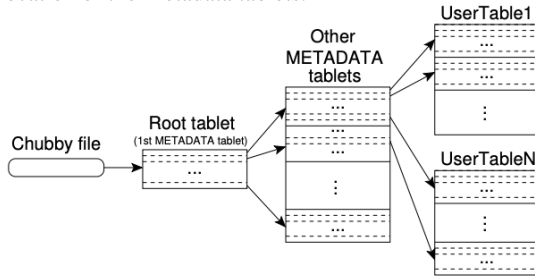 UserTable1
Other
METADATA
tablets
Root tablet
(1st METADATA tablet)
Chubby file
UserTableN
...
...
...
...
...
...
...
...